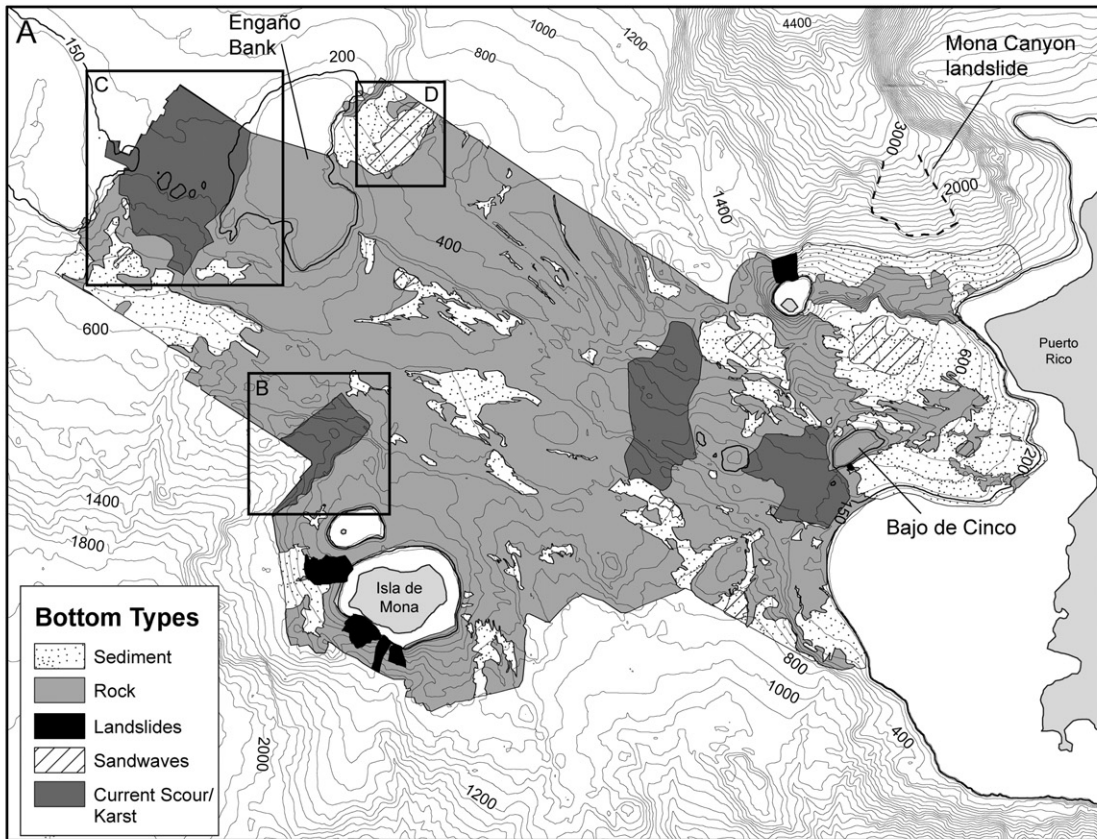 A
150
Engaño
Bank
1000
1200
800
4400
200
C
D
Mona Canyon
landslide
3000
2000
1400
400
600
Puerto
Rico
600
B
200
1400
1800
150
Bajo de Cinco
Isla de
Mona
Bottom Types
Sediment
Rock
Landslides
Sandwaves
Current Scour/
Karst
800
1000
2000
400
1200